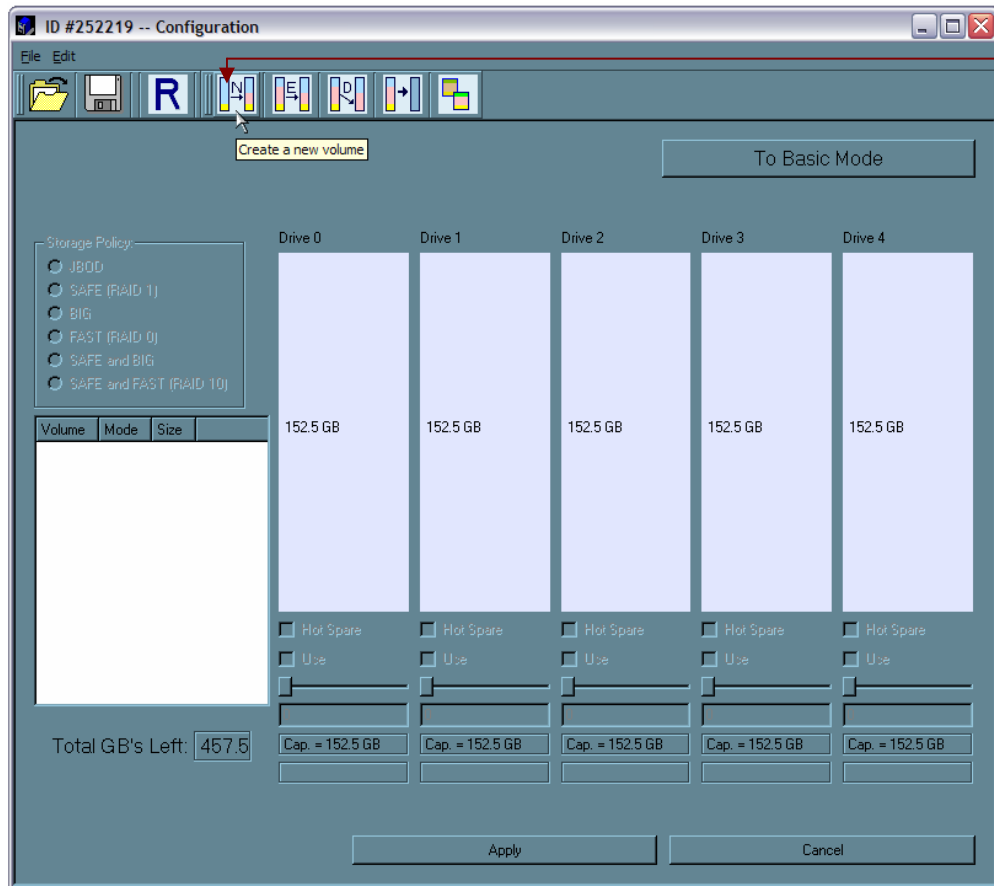 ID #252219 -- Configuration
File Edit
R N E D
Create a new volume
To Basic Mode
Storage Policy:
JBOD
SAFE (RAID 1)
BIG
FAST (RAID 0)
SAFE and BIG
SAFE and FAST (RAID 10)
Volume Mode Size
Drive 0 Drive 1 Drive 2 Drive 3 Drive 4
152.5 GB 152.5 GB 152.5 GB 152.5 GB 152.5 GB
Hot Spare Hot Spare Hot Spare Hot Spare Hot Spare
Use Use Use Use Use
Total GB's Left: 457.5
Cap. = 152.5 GB Cap. = 152.5 GB Cap. = 152.5 GB Cap. = 152.5 GB Cap. = 152.5 GB
Apply Cancel